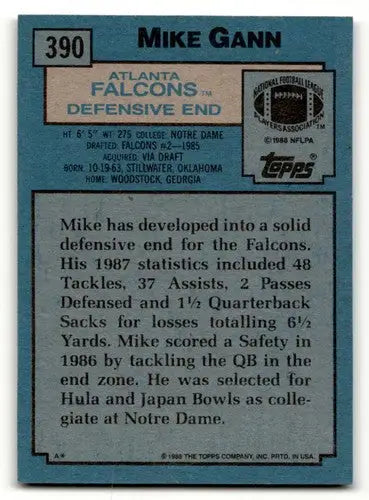 390
MIKE GANN
ATLANTA
FALCONS TM
DEFENSIVE END
HT 6' 5" WT 275 COLLEGE: NOTRE DAME
DRAFTED: FALCONS #2—1985
ACQUIRED: VIA DRAFT
BORN: 10-19-63, STILLWATER, OKLAHOMA
HOME: WOODSTOCK, GEORGIA
NATIONAL FOOTBALL LEAGUE
PLAYERS ASSOCIATION TM
© 1988 NFLPA
topps®
Mike has developed into a solid
defensive end for the Falcons.
His 1987 statistics included 48
Tackles, 37 Assists, 2 Passes
Defensed and 1½ Quarterback
Sacks for losses totalling 6½
Yards. Mike scored a Safety in
1986 by tackling the QB in the
end zone. He was selected for
Hula and Japan Bowls as colle-
giate at Notre Dame.
A* © 1988 THE TOPPS COMPANY, INC. PRTD. IN U.S.A.